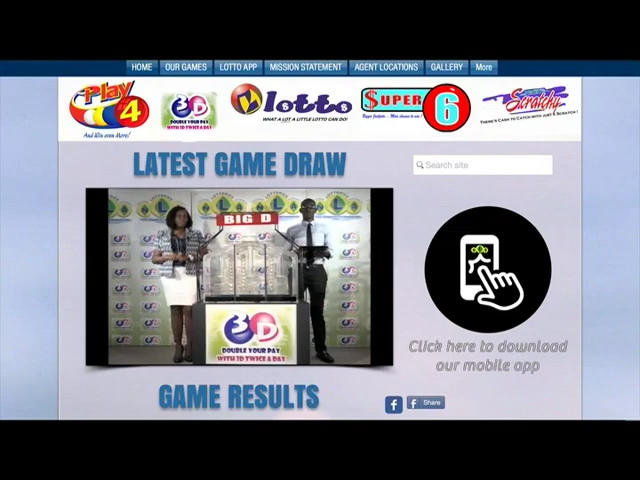 HOME OUR GAMES LOTTO APP MISSION STATEMENT AGENT LOCATIONS GALLERY More
Play 4
And Win even More!
3D
DOUBLE YOUR PAY
WITH 3D TWICE A DAY
lotto
WHAT A LOT A LITTLE LOTTO CAN DO!
SUPER 6
Scratchy
THERE'S CASH TO CATCH WITH JUST A SCRATCH!
LATEST GAME DRAW
Search site
BIG D
3D
DOUBLE YOUR PAY
WITH 3D TWICE A DAY
Click here to download
our mobile app
GAME RESULTS
f
f Share